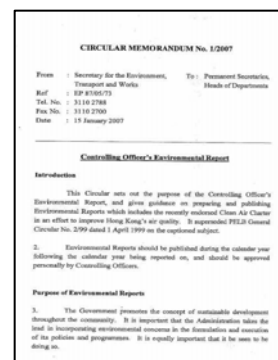 CIRCULAR MEMORANDUM No. 1/2007
From : Secretary for the Environment, To : Permanent Secretaries,
Transport and Works Heads of Departments
Ref : EP 87/05/73
Tel. No. : 3110 2788
Fax No. : 3110 2700
Date : 15 January 2007
Controlling Officer's Environmental Report
Introduction
This Circular sets out the purpose of the Controlling Officer's
Environmental Report, and gives guidance on preparing and publishing
Environmental Reports which includes the recently endorsed Clean Air Charter
in an effort to improve Hong Kong's air quality. It superseded PELB General
Circular No. 2/99 dated 1 April 1999 on the captioned subject.
2. Environmental Reports should be published during the calendar year
following the calendar year being reported on, and should be approved
personally by Controlling Officers.
Purpose of Environmental Reports
3. The Government promotes the concept of sustainable development
throughout the community. It is important that the Administration takes the
lead in incorporating environmental concerns in the formulation and execution
of its policies and programmes. It is equally important that it be seen to be
doing so.